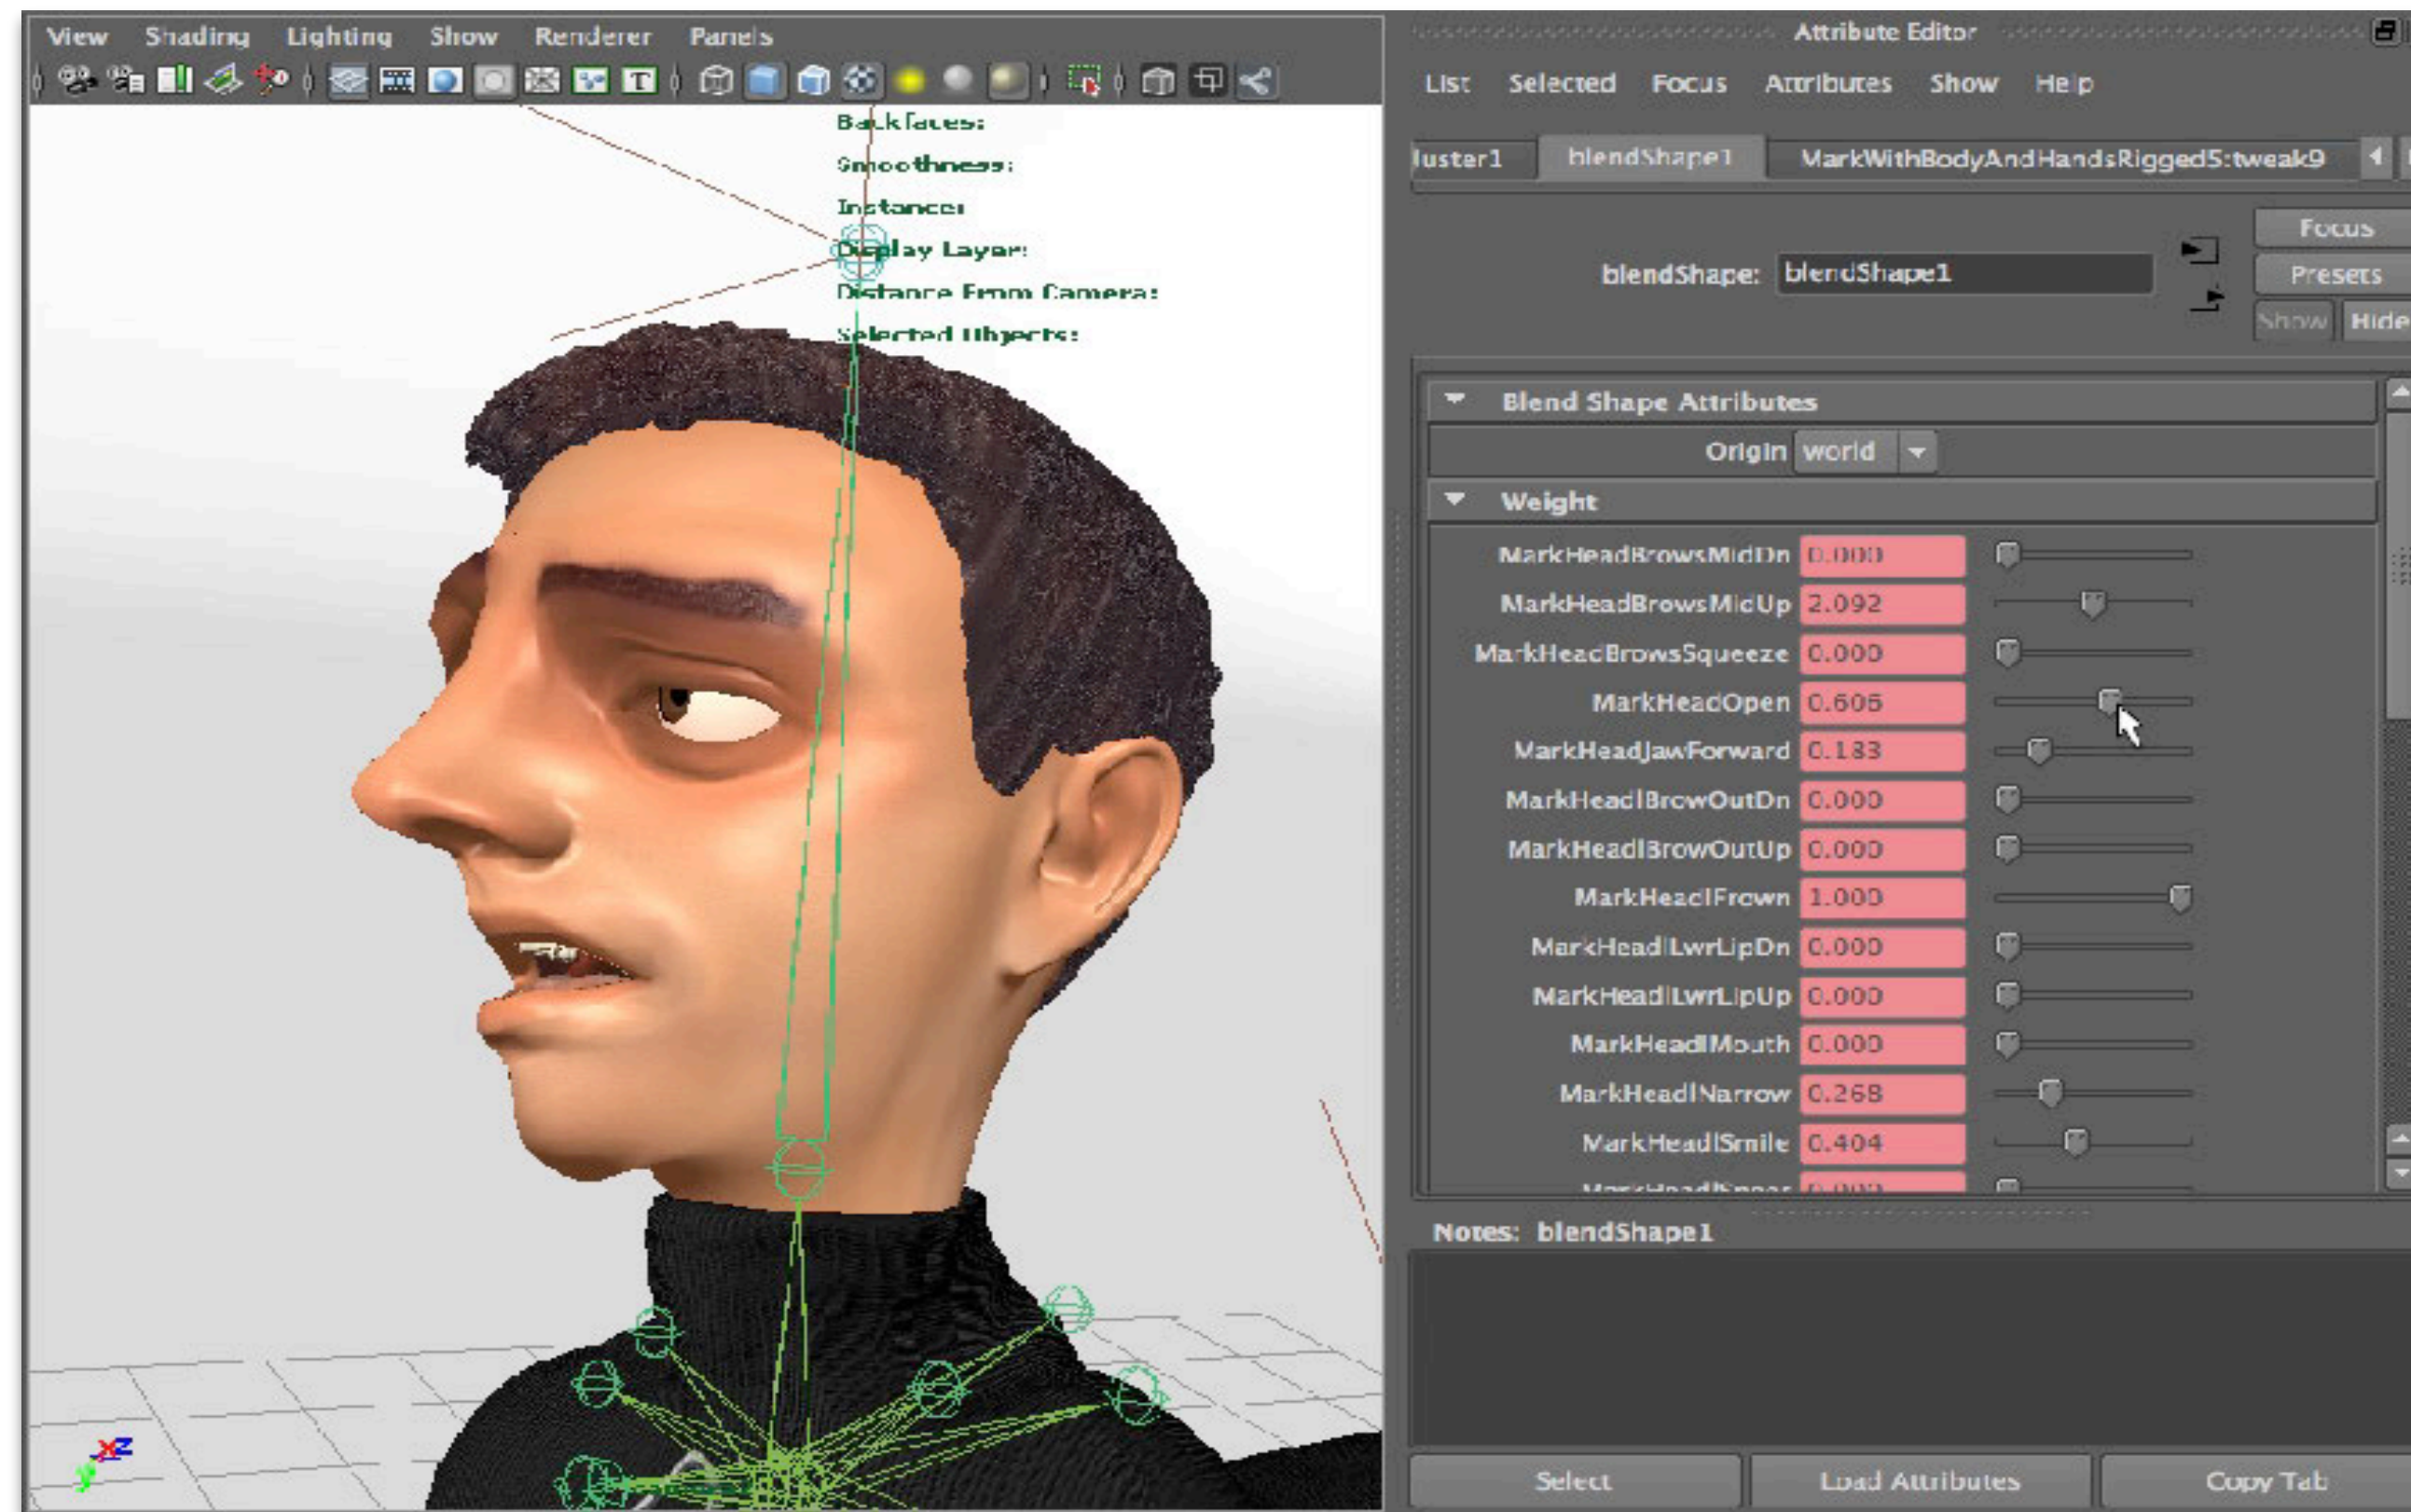 View Shading Lighting Show Renderer Panels
T
Backfaces:
Smoothness:
Instance:
Display Layer:
Distance From Camera:
Selected Objects:
x z
y
Attribute Editor
List Selected Focus Attributes Show Help
luster1 blendShape1 MarkWithBodyAndHandsRigged5:tweak9
blendShape: blendShape1
Focus
Presets
Show Hide
Blend Shape Attributes
Origin world
Weight
MarkHeadBrowsMidDn 0.000
MarkHeadBrowsMidUp 2.092
MarkHeadBrowsSqueeze 0.000
MarkHeadOpen 0.606
MarkHeadJawForward 0.183
MarkHeadlBrowOutDn 0.000
MarkHeadlBrowOutUp 0.000
MarkHeadlFrown 1.000
MarkHeadlLwrLipDn 0.000
MarkHeadlLwrLipUp 0.000
MarkHeadlMouth 0.000
MarkHeadlNarrow 0.268
MarkHeadlSmile 0.404
Notes: blendShape1
Select Load Attributes Copy Tab